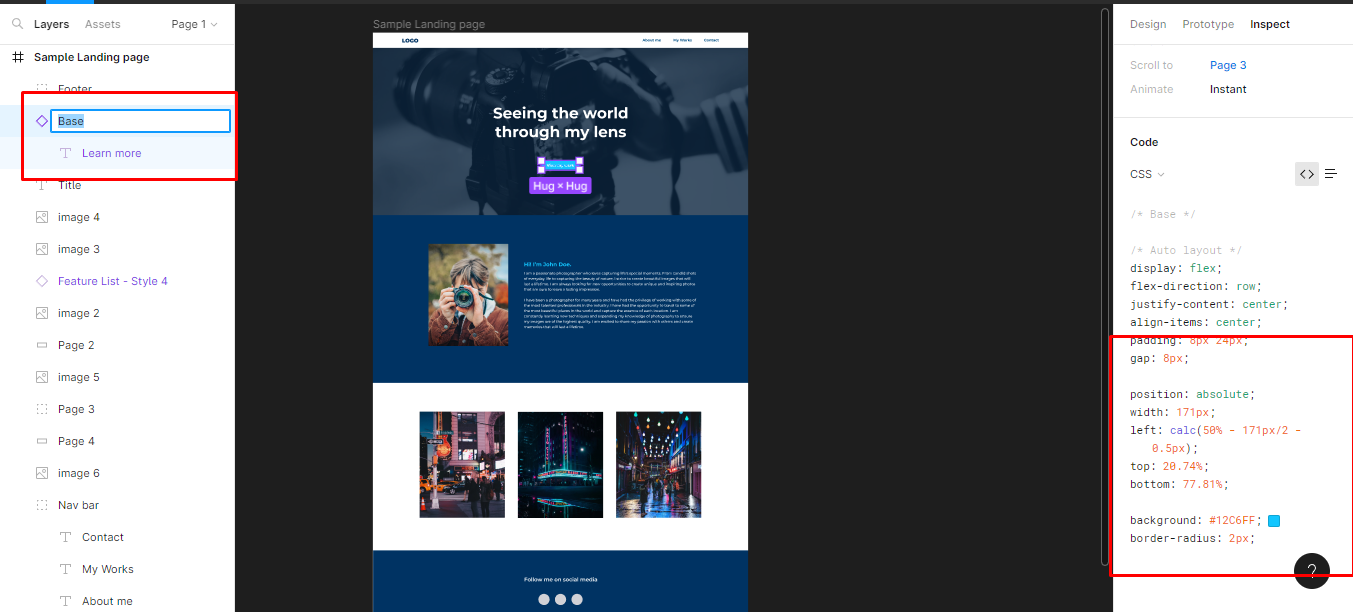 Layers
Assets
Page 1
Sample Landing page
Footer
Base
Learn more
Title
image 4
image 3
Feature List - Style 4
image 2
Page 2
image 5
Page 3
Page 4
image 6
Nav bar
Contact
My Works
About me
Sample Landing page
LOGO
About me
My Works
Contact
Seeing the world
through my lens
Hug × Hug
Hi! I'm John Doe.
Follow me on social media
Design
Prototype
Inspect
Scroll to
Page 3
Animate
Instant
Code
CSS
/* Base */
/* Auto layout */
display: flex;
flex-direction: row;
justify-content: center;
align-items: center;
padding: 8px 24px;
gap: 8px;
position: absolute;
width: 171px;
left: calc(50% - 171px/2 -
0.5px);
top: 20.74%;
bottom: 77.81%;
background: #12C6FF;
border-radius: 2px;
?